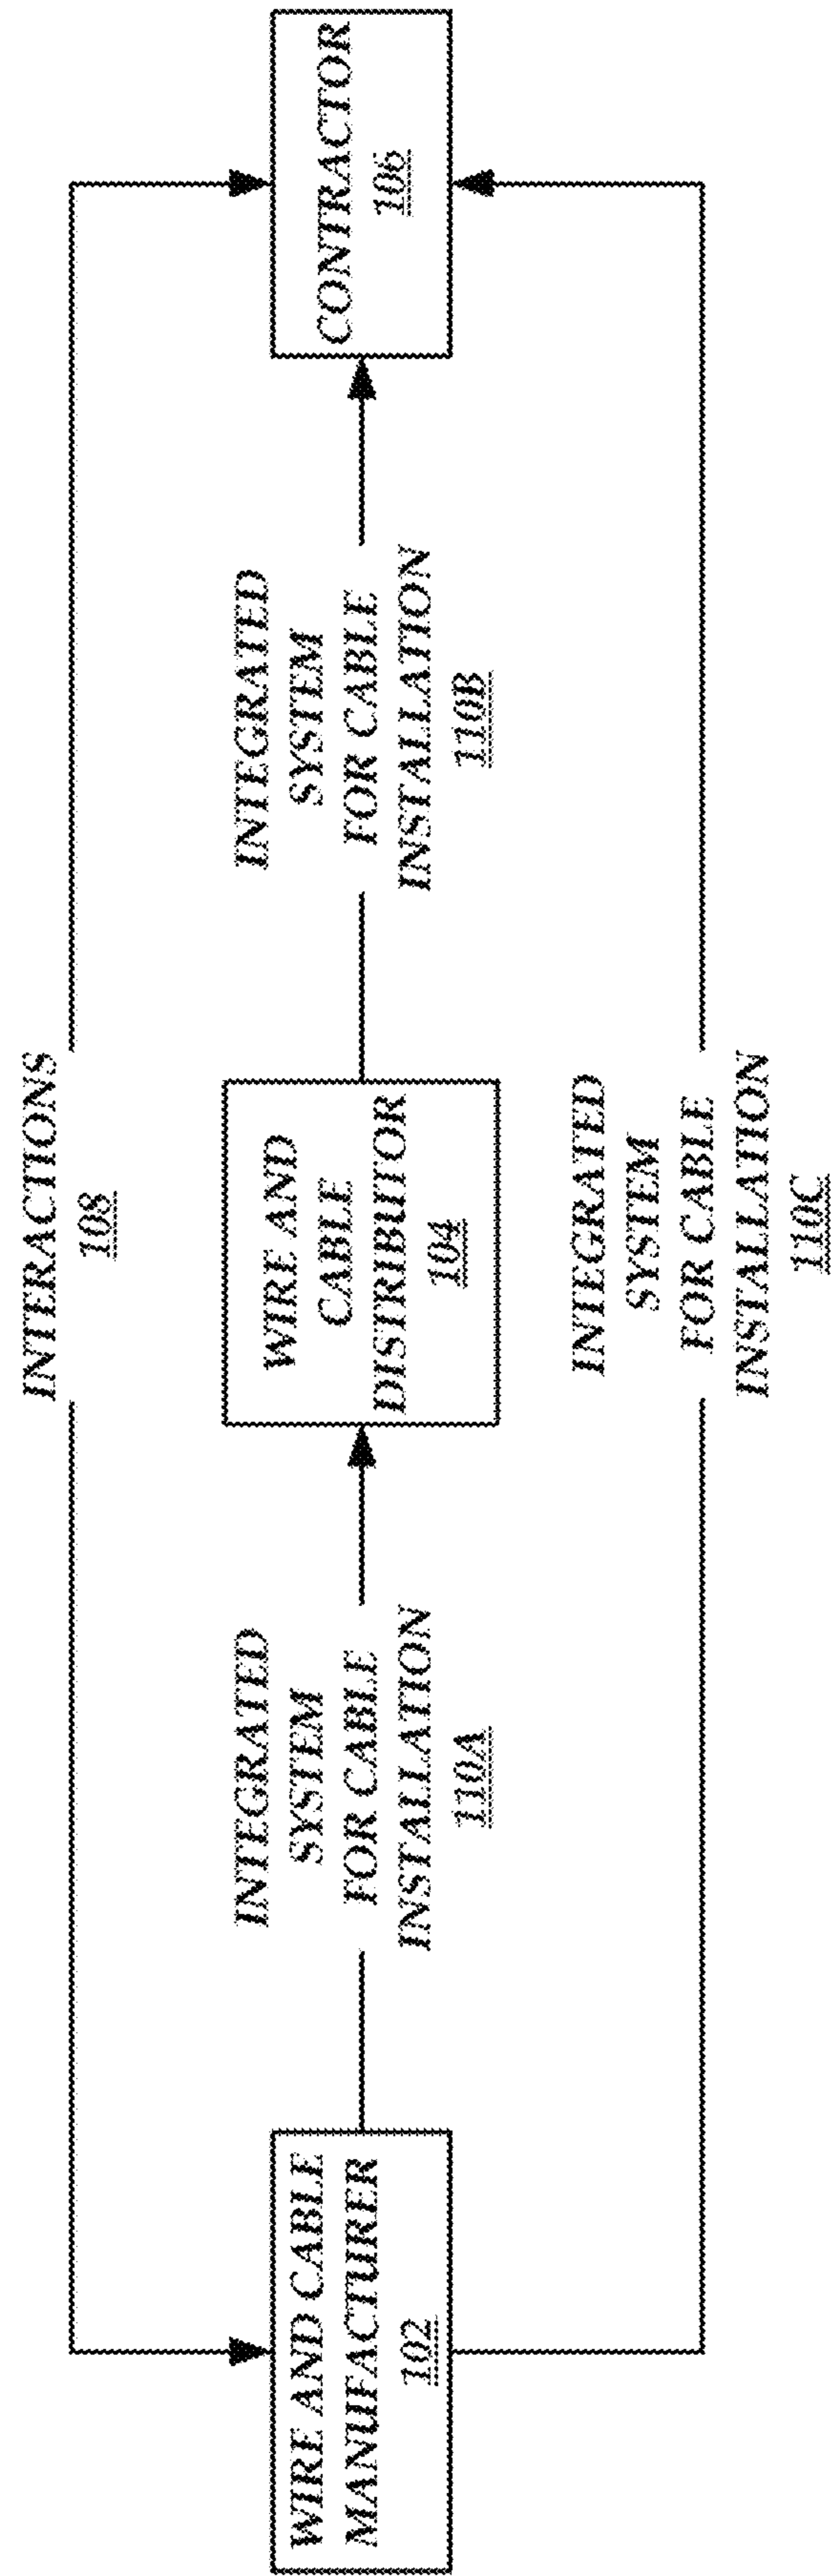 INTERACTIONS
108
WIRE AND CABLE
MANUFACTURER
102
INTEGRATED
SYSTEM
FOR CABLE
INSTALLATION
110A
WIRE AND
CABLE
DISTRIBUTOR
104
INTEGRATED
SYSTEM
FOR CABLE
INSTALLATION
110B
CONTRACTOR
106
INTEGRATED
SYSTEM
FOR CABLE
INSTALLATION
110C